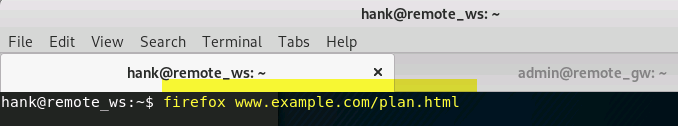 hank@remote_ws: ~
File Edit View Search Terminal Tabs Help
hank@remote_ws: ~ × admin@remote_gw: ~
hank@remote_ws:~$ firefox www.example.com/plan.html